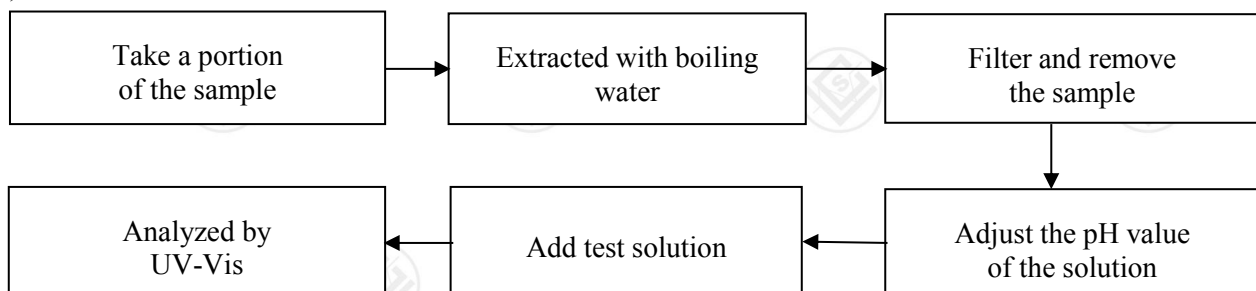 Take a portion
of the sample
Extracted with boiling
water
Filter and remove
the sample
Adjust the pH value
of the solution
Add test solution
Analyzed by
UV-Vis